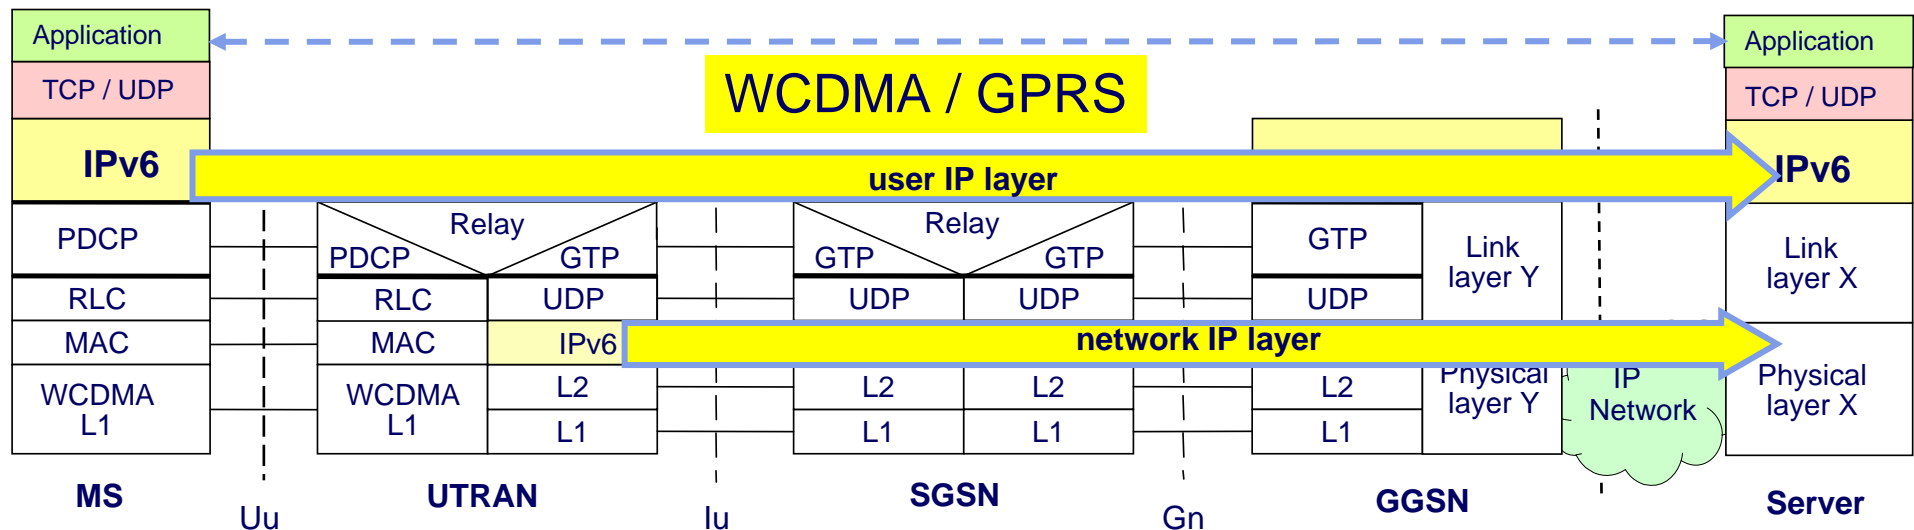 Application
Application
TCP / UDP
WCDMA / GPRS
TCP / UDP
IPv6
user IP layer
IPv6
PDCP
Relay
PDCP
GTP
Relay
GTP
GTP
GTP
Link
layer Y
Link
layer X
RLC
RLC
UDP
UDP
UDP
UDP
MAC
MAC
IPv6
network IP layer
WCDMA
L1
WCDMA
L1
L2
L1
L2
L1
L2
L1
L2
L1
Physical
layer Y
IP
Network
Physical
layer X
MS
UTRAN
SGSN
GGSN
Server
Uu
Iu
Gn